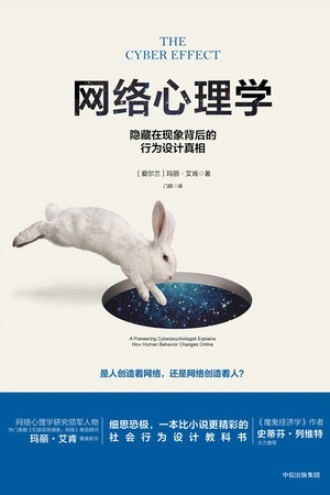 THE
CYBER EFFECT
网络心理学
隐藏在现象背后的
行为设计真相
[爱尔兰]玛丽·艾肯◎著
门群◎译
A Pioneering Cyberpsychologist Explains
How Human Behavior Changes Online
是人创造着网络，还是网络创造着人？
网络心理学研究领军人物
玛丽·艾肯
细思恐极，一本比小说更精彩的
社会行为设计教科书
《魔鬼经济学》作者
史蒂芬·列维特
大力推荐
中信出版集团